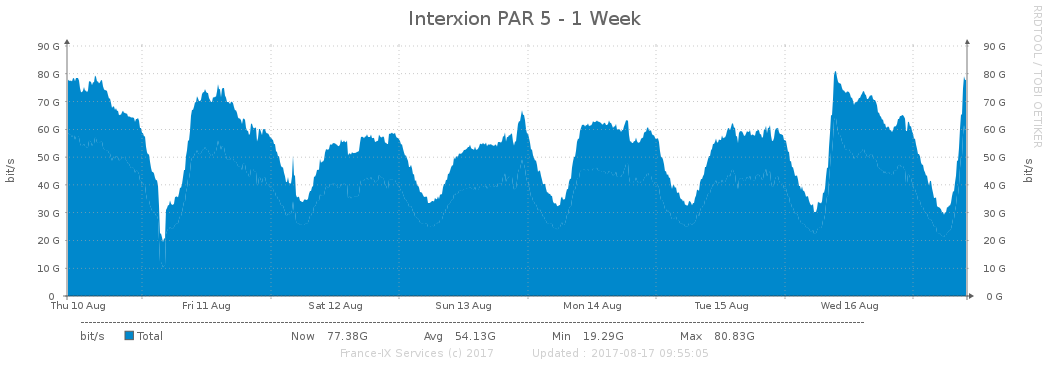 Interxion PAR 5 - 1 Week
RRDTOOL / TOBI OETIKER
90 G 90 G
80 G 80 G
70 G 70 G
60 G 60 G
50 G 50 G
40 G 40 G
30 G 30 G
20 G 20 G
10 G 10 G
0 0 G
bit/s bit/s
Thu 10 Aug Fri 11 Aug Sat 12 Aug Sun 13 Aug Mon 14 Aug Tue 15 Aug Wed 16 Aug
bit/s Total Now 77.38G Avg 54.13G Min 19.29G Max 80.83G
France-IX Services (c) 2017 Updated : 2017-08-17 09:55:05